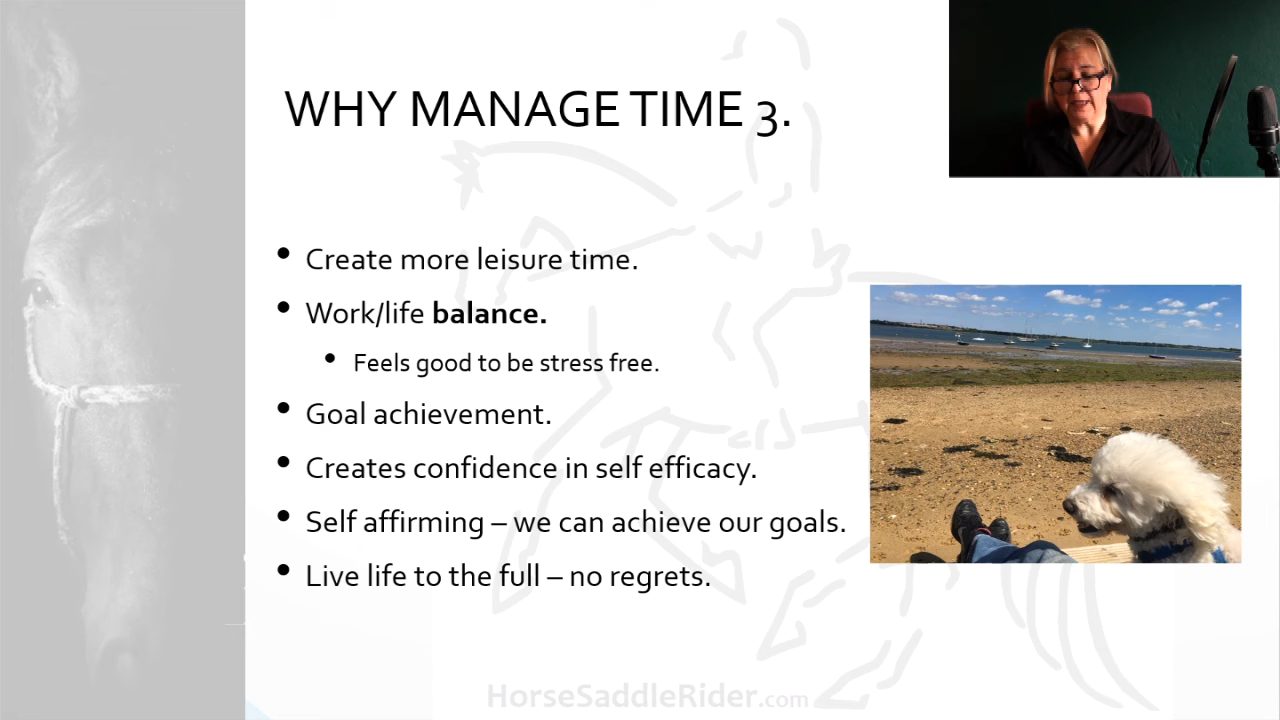 WHY MANAGE TIME 3.
• Create more leisure time.
• Work/life balance.
• Feels good to be stress free.
• Goal achievement.
• Creates confidence in self efficacy.
• Self affirming – we can achieve our goals.
• Live life to the full – no regrets.
HorseSaddleRider.com